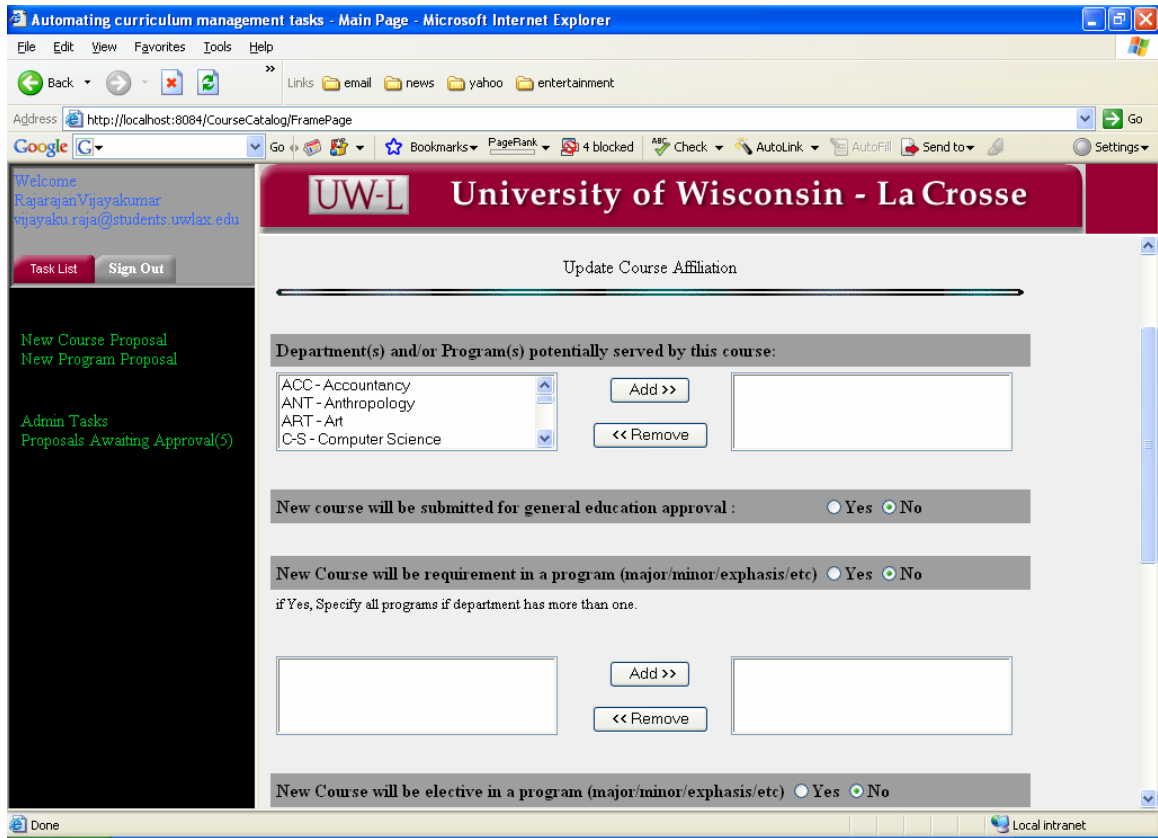 Automating curriculum management tasks - Main Page - Microsoft Internet Explorer
File Edit View Favorites Tools Help
Back Links email news yahoo entertainment
Address http://localhost:8084/CourseCatalog/FramePage Go
Google G Go Bookmarks PageRank 4 blocked ABC Check AutoLink AutoFill Send to Settings
Welcome
RajarajanVijayakumar
vijayaku.raja@students.uwlax.edu
Task List Sign Out
New Course Proposal
New Program Proposal
Admin Tasks
Proposals Awaiting Approval(5)
UW-L University of Wisconsin - La Crosse
Update Course Affiliation
Department(s) and/or Program(s) potentially served by this course:
ACC - Accountancy
ANT - Anthropology
ART - Art
C-S - Computer Science
Add >>
<< Remove
New course will be submitted for general education approval : Yes No
New Course will be requirement in a program (major/minor/exphasis/etc) Yes No
if Yes, Specify all programs if department has more than one.
Add >>
<< Remove
New Course will be elective in a program (major/minor/exphasis/etc) Yes No
Done Local intranet